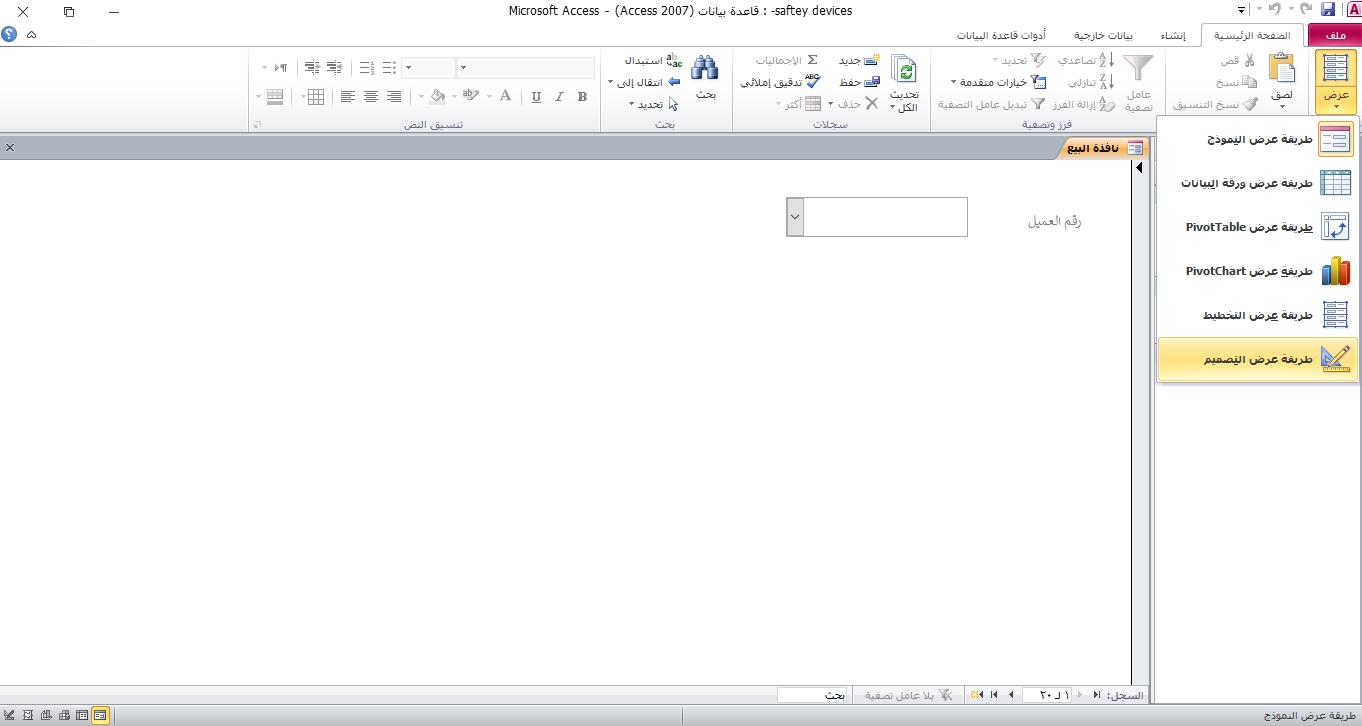 saftey devices- : قاعدة بيانات (Access 2007) - Microsoft Access
ملف
الصفحة الرئيسية
إنشاء
بيانات خارجية
أدوات قاعدة البيانات
عرض
لصق
قص
نسخ
نسخ التنسيق
عامل تصفية
تصاعدي
تنازلي
إزالة الفرز
تحديد
خيارات متقدمة
تبديل عامل التصفية
فرز وتصفية
تحديث الكل
جديد
حفظ
حذف
الإجماليات
تدقيق إملائي
أكثر
سجلات
بحث
استبدال
انتقال إلى
تحديد
بحث
تنسيق النص
طريقة عرض النموذج
طريقة عرض ورقة البيانات
طريقة عرض PivotTable
طريقة عرض PivotChart
طريقة عرض التخطيط
طريقة عرض التصميم
نافذة البيع
رقم العميل
السجل: ١ لـ ٢٠
بلا عامل تصفية
بحث
طريقة عرض النموذج